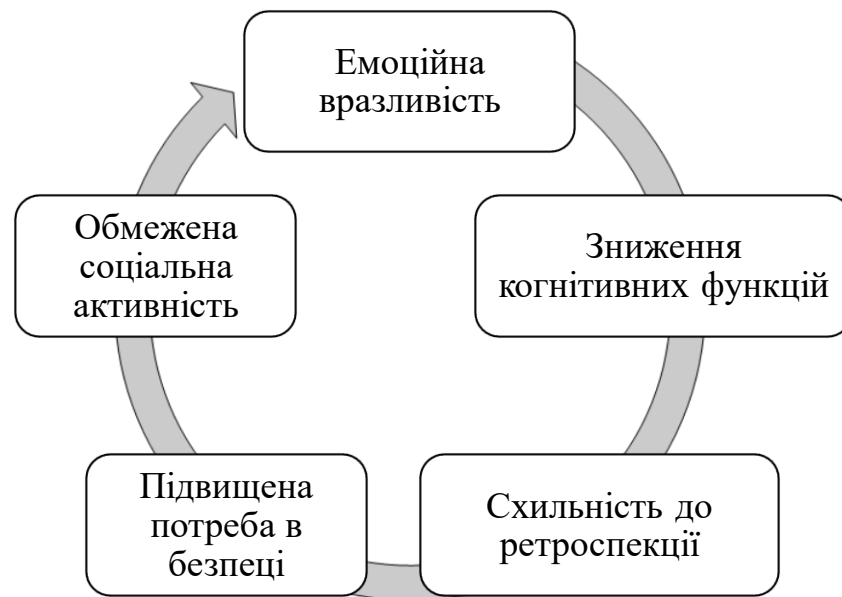 Емоційна
вразливість
Зниження
когнітивних функцій
Схильність до
ретроспекції
Підвищена
потреба в
безпеці
Обмежена
соціальна
активність